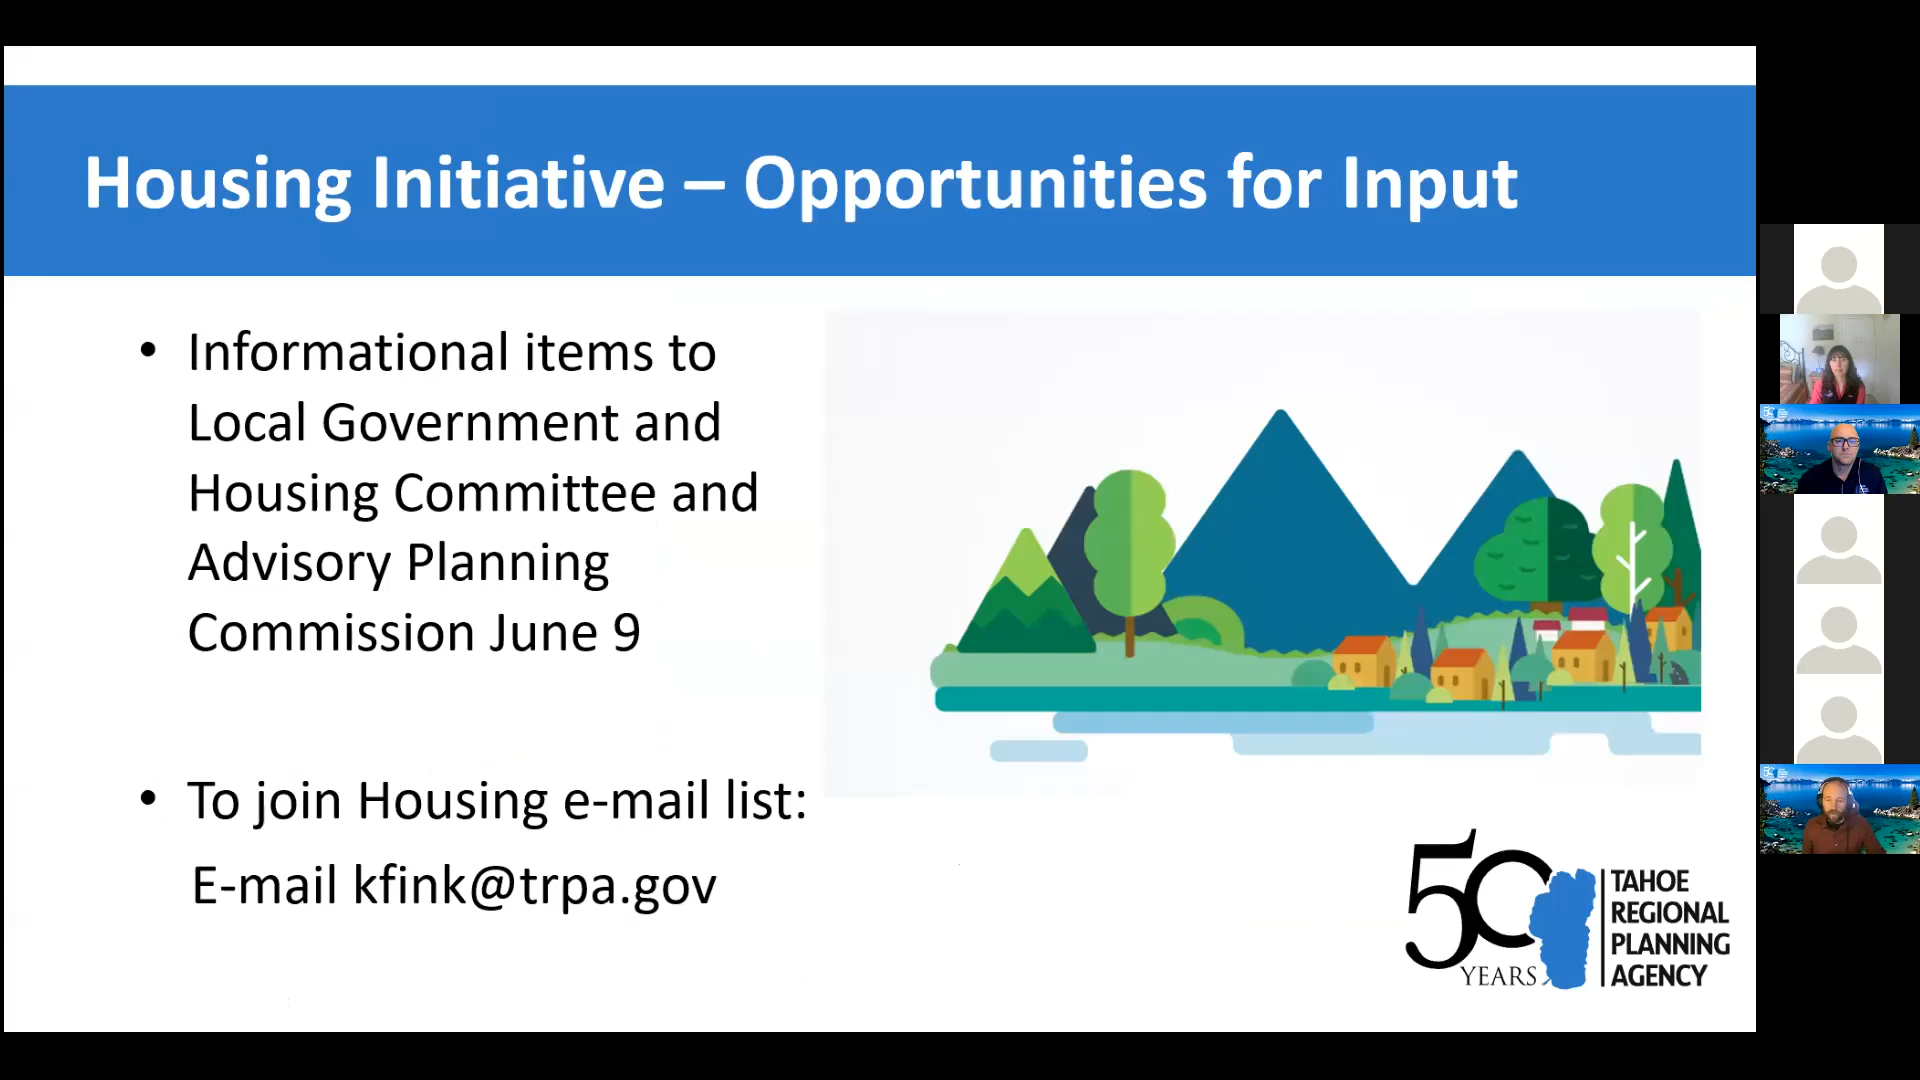 Housing Initiative – Opportunities for Input
• Informational items to
Local Government and
Housing Committee and
Advisory Planning
Commission June 9
• To join Housing e-mail list:
E-mail kfink@trpa.gov
50
YEARS
TAHOE
REGIONAL
PLANNING
AGENCY